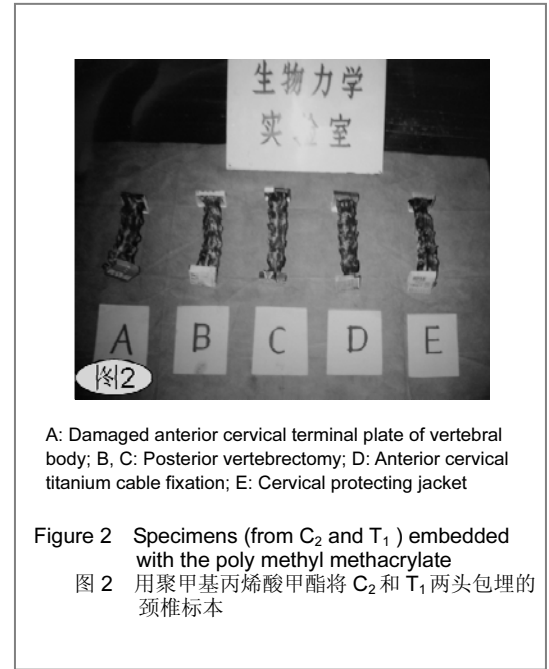 生物力学
实验室
A B C D E
图2
A: Damaged anterior cervical terminal plate of vertebral
body; B, C: Posterior vertebrectomy; D: Anterior cervical
titanium cable fixation; E: Cervical protecting jacket
Figure 2 Specimens (from C₂ and T₁ ) embedded
with the poly methyl methacrylate
图 2 用聚甲基丙烯酸甲酯将 C₂和 T₁ 两头包埋的
颈椎标本